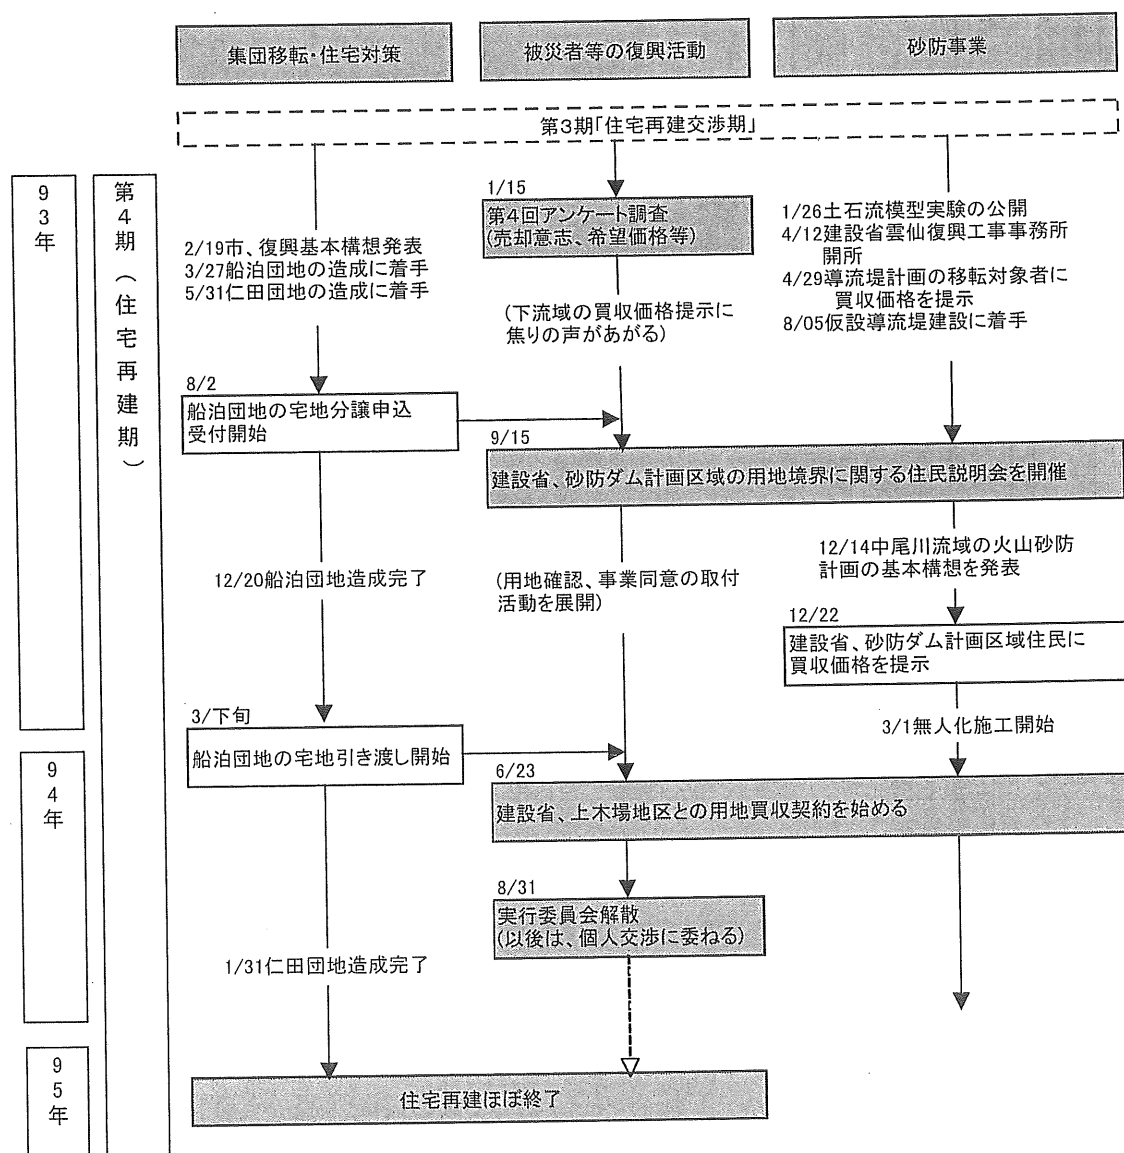 集団移転・住宅対策
被災者等の復興活動
砂防事業
第3期「住宅再建交渉期」
93年
第4期(住宅再建期)
2/19市、復興基本構想発表
3/27船泊団地の造成に着手
5/31仁田団地の造成に着手
1/15
第4回アンケート調査
(売却意志、希望価格等)
1/26土石流模型実験の公開
4/12建設省雲仙復興工事事務所
開所
4/29導流堤計画の移転対象者に
買収価格を提示
8/05仮設導流堤建設に着手
(下流域の買収価格提示に
焦りの声があがる)
8/2
船泊団地の宅地分譲申込
受付開始
9/15
建設省、砂防ダム計画区域の用地境界に関する住民説明会を開催
12/20船泊団地造成完了
(用地確認、事業同意の取付
活動を展開)
12/14中尾川流域の火山砂防
計画の基本構想を発表
12/22
建設省、砂防ダム計画区域住民に
買収価格を提示
3/下旬
船泊団地の宅地引き渡し開始
3/1無人化施工開始
94年
6/23
建設省、上木場地区との用地買収契約を始める
8/31
実行委員会解散
(以後は、個人交渉に委ねる)
1/31仁田団地造成完了
95年
住宅再建ほぼ終了